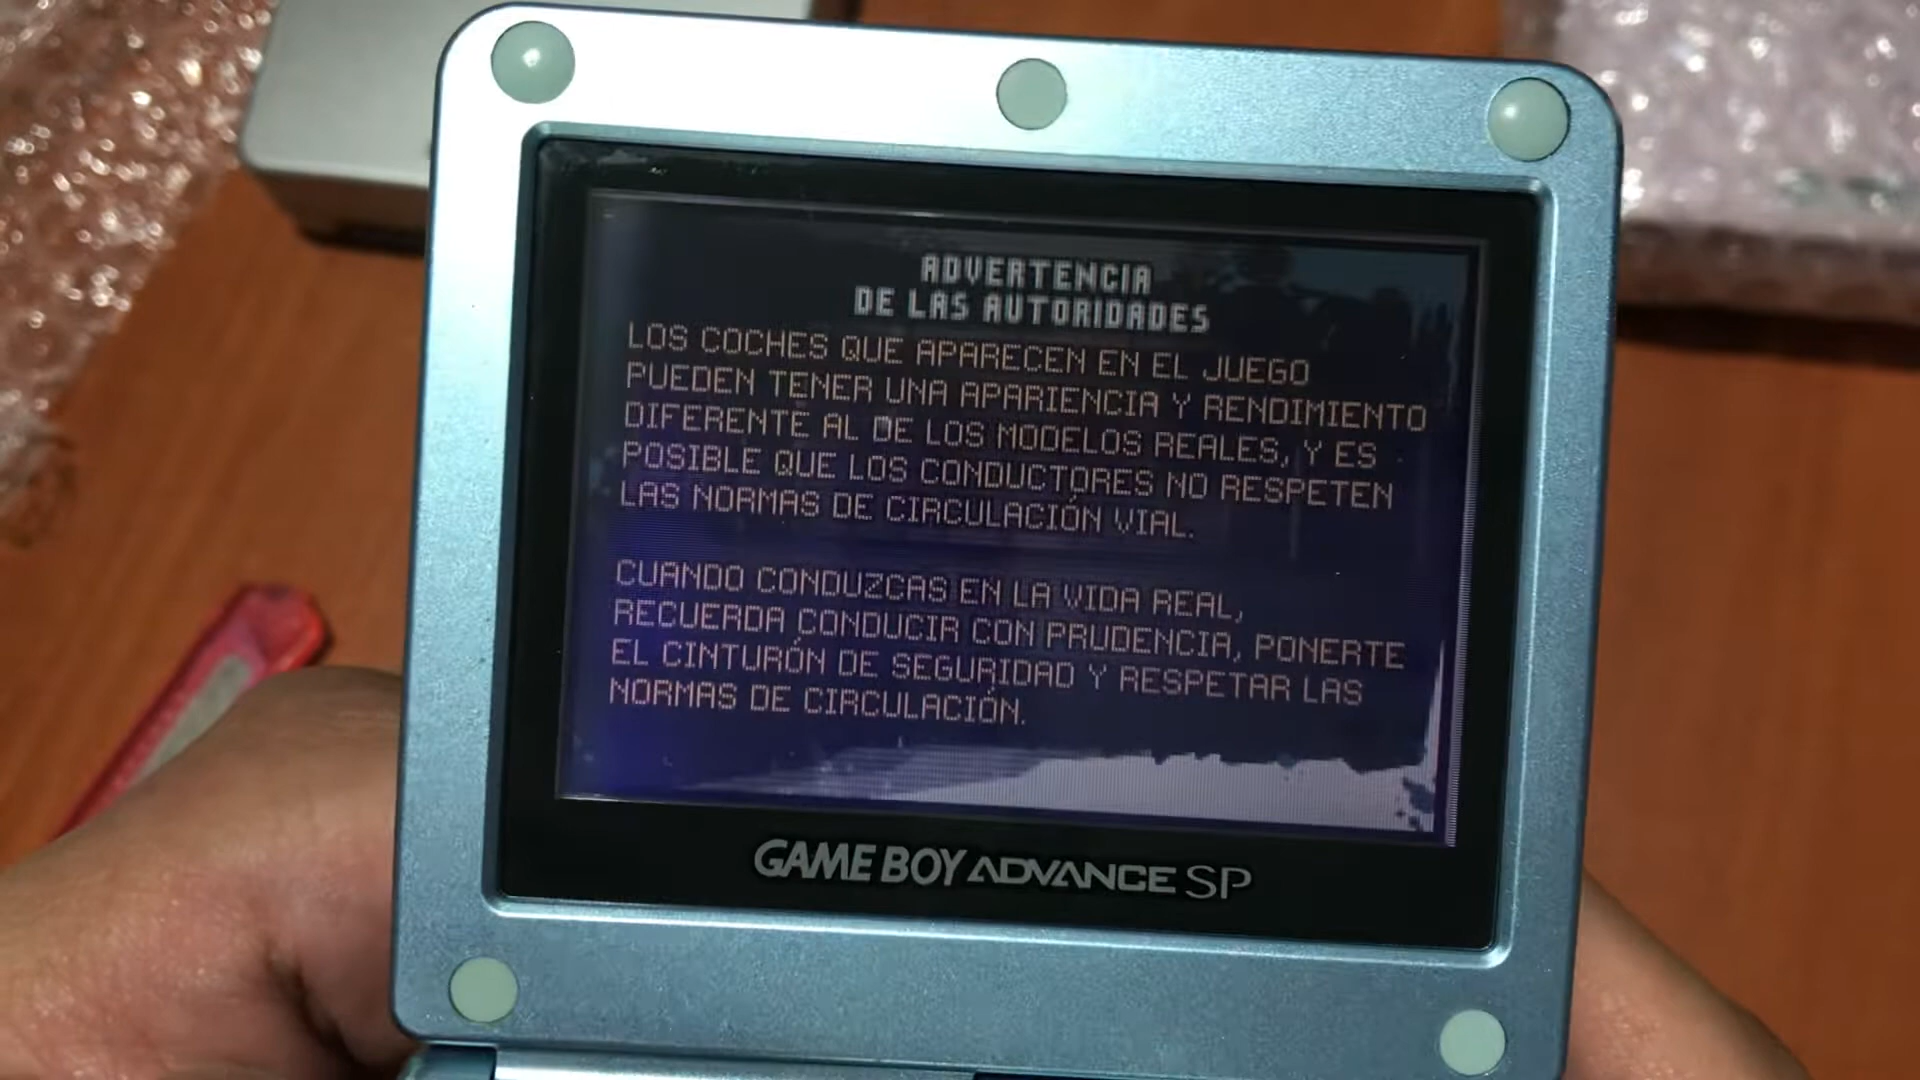 ADVERTENCIA
DE LAS AUTORIDADES
LOS COCHES QUE APARECEN EN EL JUEGO
PUEDEN TENER UNA APARIENCIA Y RENDIMIENTO
DIFERENTE AL DE LOS MODELOS REALES, Y ES
POSIBLE QUE LOS CONDUCTORES NO RESPETEN
LAS NORMAS DE CIRCULACIÓN VIAL.
CUANDO CONDUZCAS EN LA VIDA REAL,
RECUERDA CONDUCIR CON PRUDENCIA, PONERTE
EL CINTURÓN DE SEGURIDAD Y RESPETAR LAS
NORMAS DE CIRCULACIÓN.
GAME BOY ADVANCE SP